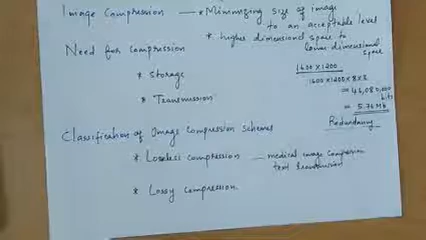 Image Compression — * Minimizing size of image
to an acceptable level
* higher dimensional space to
lower dimensional
space
Need for compression
* Storage
* Transmission
1600 X 1200
1600 X 1200 X 8 X 3
= 46,080,000
bits
= 5.76 Mb
Redundancy
Classification of Image Compression Schemes
* Lossless compression — medical image compression
text transmission
* Lossy compression